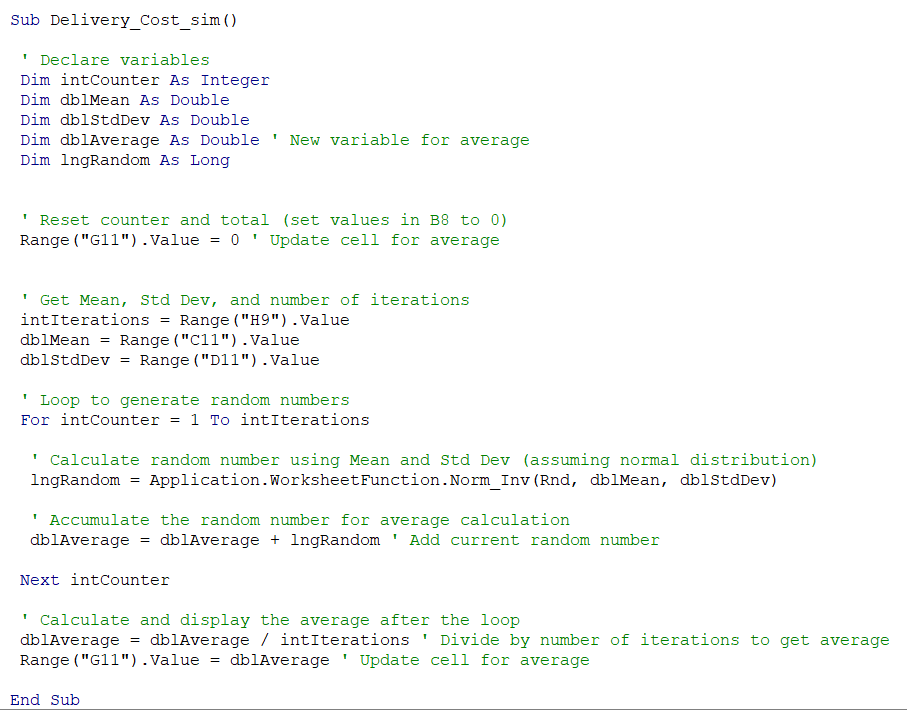 Sub Delivery_Cost_sim()
' Declare variables
Dim intCounter As Integer
Dim dblMean As Double
Dim dblStdDev As Double
Dim dblAverage As Double ' New variable for average
Dim lngRandom As Long
' Reset counter and total (set values in B8 to 0)
Range("G11").Value = 0 ' Update cell for average
' Get Mean, Std Dev, and number of iterations
intIterations = Range("H9").Value
dblMean = Range("C11").Value
dblStdDev = Range("D11").Value
' Loop to generate random numbers
For intCounter = 1 To intIterations
' Calculate random number using Mean and Std Dev (assuming normal distribution)
lngRandom = Application.WorksheetFunction.Norm_Inv(Rnd, dblMean, dblStdDev)
' Accumulate the random number for average calculation
dblAverage = dblAverage + lngRandom ' Add current random number
Next intCounter
' Calculate and display the average after the loop
dblAverage = dblAverage / intIterations ' Divide by number of iterations to get average
Range("G11").Value = dblAverage ' Update cell for average
End Sub